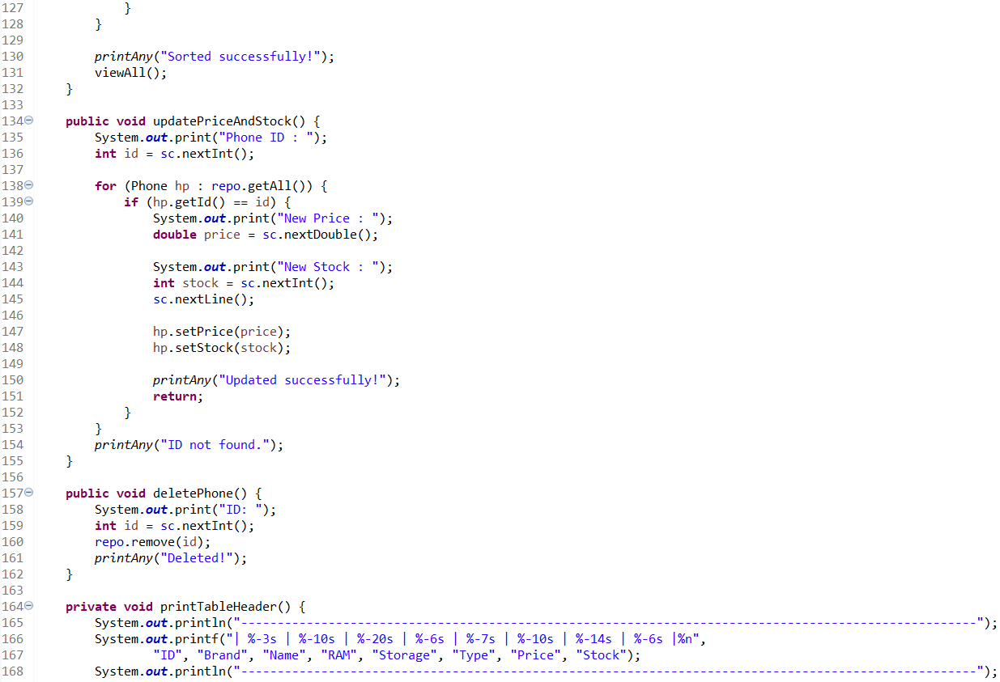 127 }
128 }
129
130 printAny("Sorted successfully!");
131 viewAll();
132 }
133
134 public void updatePriceAndStock() {
135 System.out.print("Phone ID : ");
136 int id = sc.nextInt();
137
138 for (Phone hp : repo.getAll()) {
139 if (hp.getId() == id) {
140 System.out.print("New Price : ");
141 double price = sc.nextDouble();
142
143 System.out.print("New Stock : ");
144 int stock = sc.nextInt();
145 sc.nextLine();
146
147 hp.setPrice(price);
148 hp.setStock(stock);
149
150 printAny("Updated successfully!");
151 return;
152 }
153 }
154 printAny("ID not found.");
155 }
156
157 public void deletePhone() {
158 System.out.print("ID: ");
159 int id = sc.nextInt();
160 repo.remove(id);
161 printAny("Deleted!");
162 }
163
164 private void printTableHeader() {
165 System.out.println("-----------------------------------------------------------------------------------------------------");
166 System.out.printf("| %-3s | %-10s | %-20s | %-6s | %-7s | %-10s | %-14s | %-6s |%n",
167 "ID", "Brand", "Name", "RAM", "Storage", "Type", "Price", "Stock");
168 System.out.println("-----------------------------------------------------------------------------------------------------");